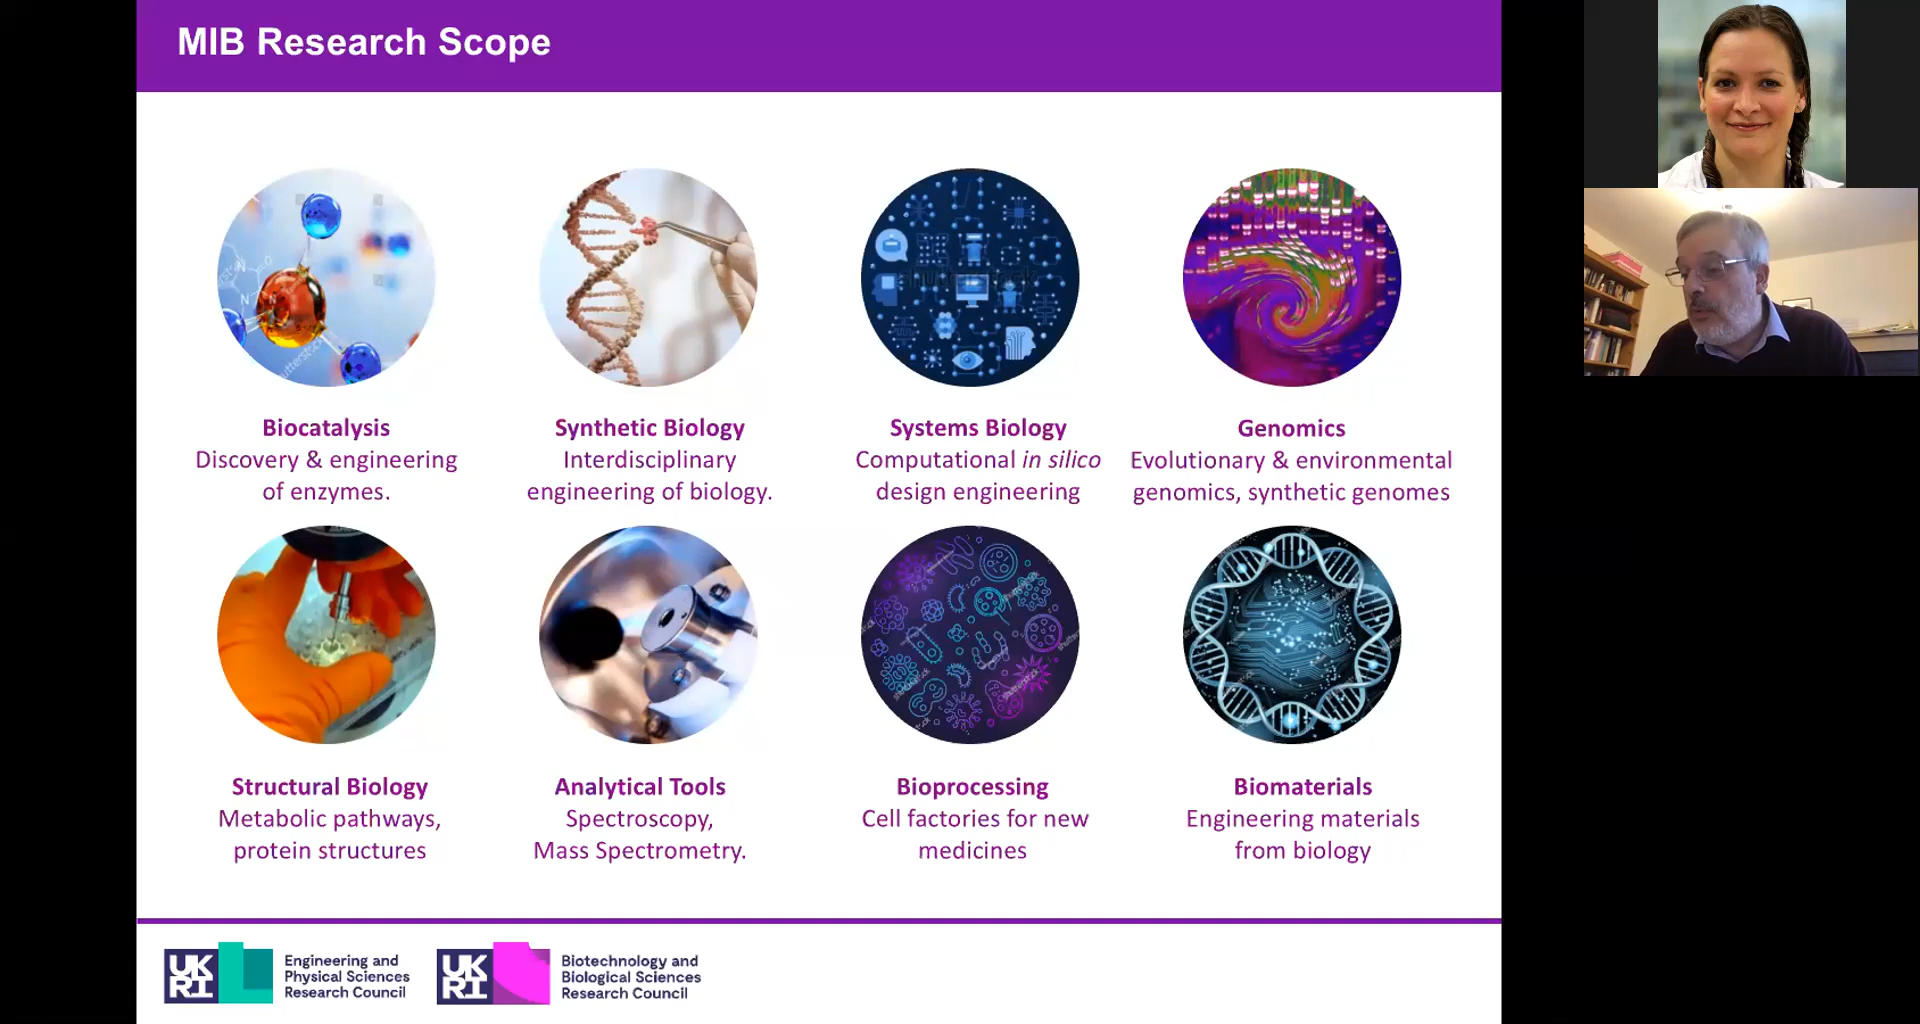 MIB Research Scope
Biocatalysis
Discovery & engineering
of enzymes.
Synthetic Biology
Interdisciplinary
engineering of biology.
Systems Biology
Computational in silico
design engineering
Genomics
Evolutionary & environmental
genomics, synthetic genomes
Structural Biology
Metabolic pathways,
protein structures
Analytical Tools
Spectroscopy,
Mass Spectrometry.
Bioprocessing
Cell factories for new
medicines
Biomaterials
Engineering materials
from biology
UK
RI
Engineering and
Physical Sciences
Research Council
UK
RI
Biotechnology and
Biological Sciences
Research Council